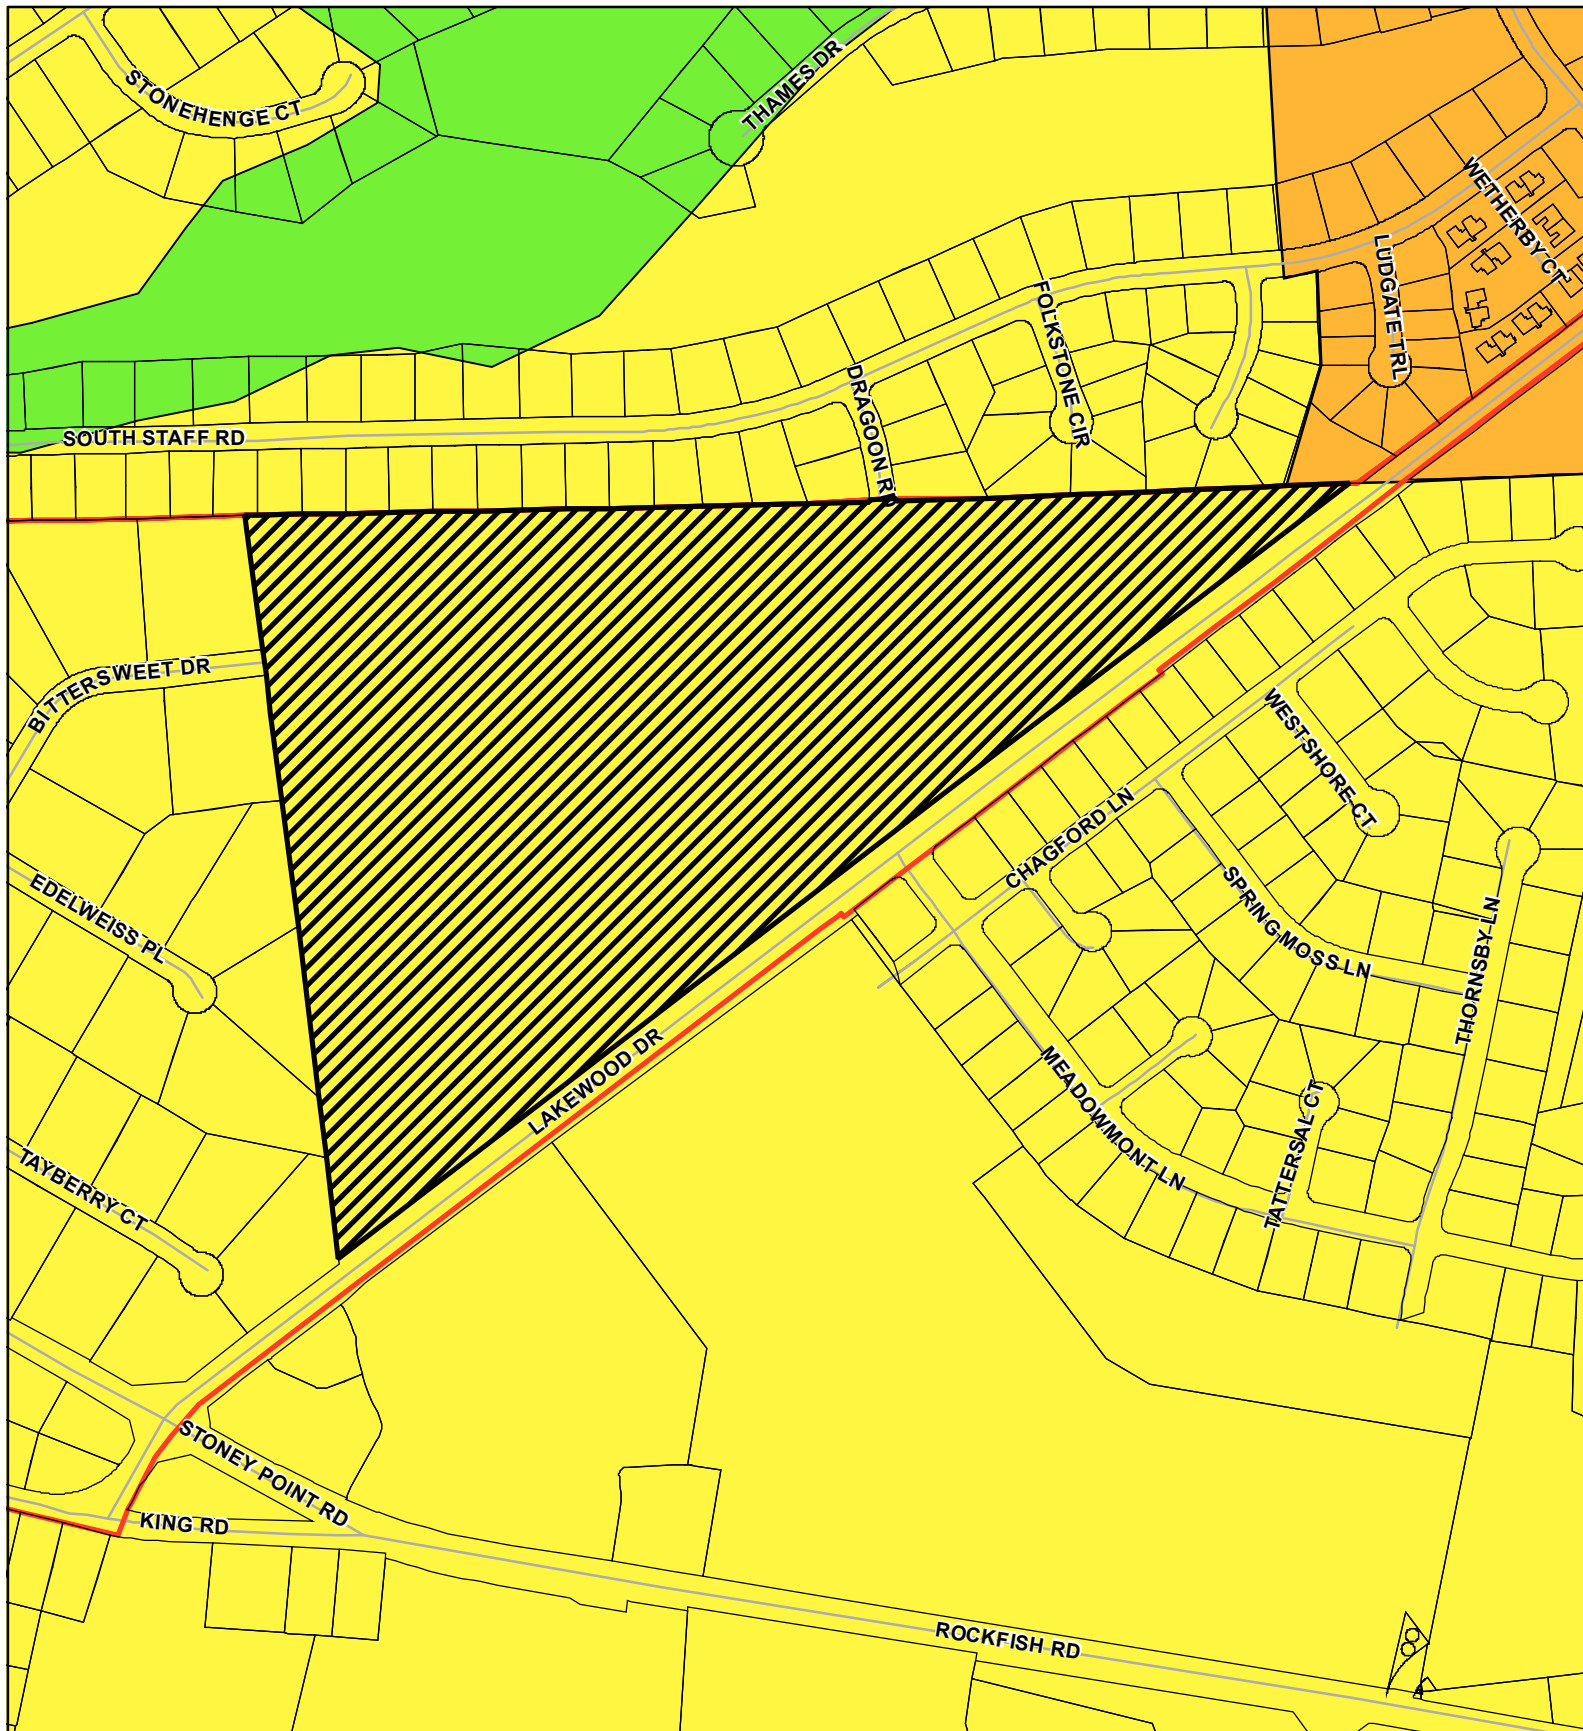 STONEHENGE CT
THAMES DR
WETHERBY CT
LUDGATE TRL
FOLKSTONE CIR
DRAGOON RD
SOUTH STAFF RD
BITTERSWEET DR
WEST SHORE CT
CHAGFORD LN
EDELWEISS PL
SPRING MOSS LN
THORNSBY LN
LAKEWOOD DR
MEADOWMONT LN
TATTERSAL CT
TAYBERRY CT
STONEY POINT RD
KING RD
ROCKFISH RD